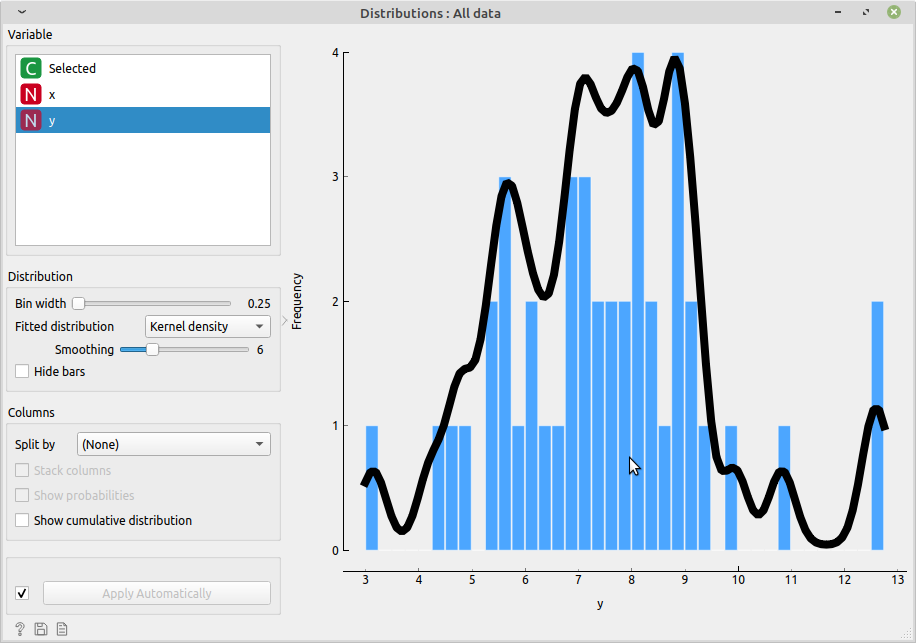 Distributions : All data
Variable
C Selected
N x
N y
Distribution
Bin width 0.25
Fitted distribution Kernel density
Smoothing 6
Hide bars
Columns
Split by (None)
Stack columns
Show probabilities
Show cumulative distribution
Apply Automatically
?
Frequency
4
3
2
1
0
3 4 5 6 7 8 9 10 11 12 13
y